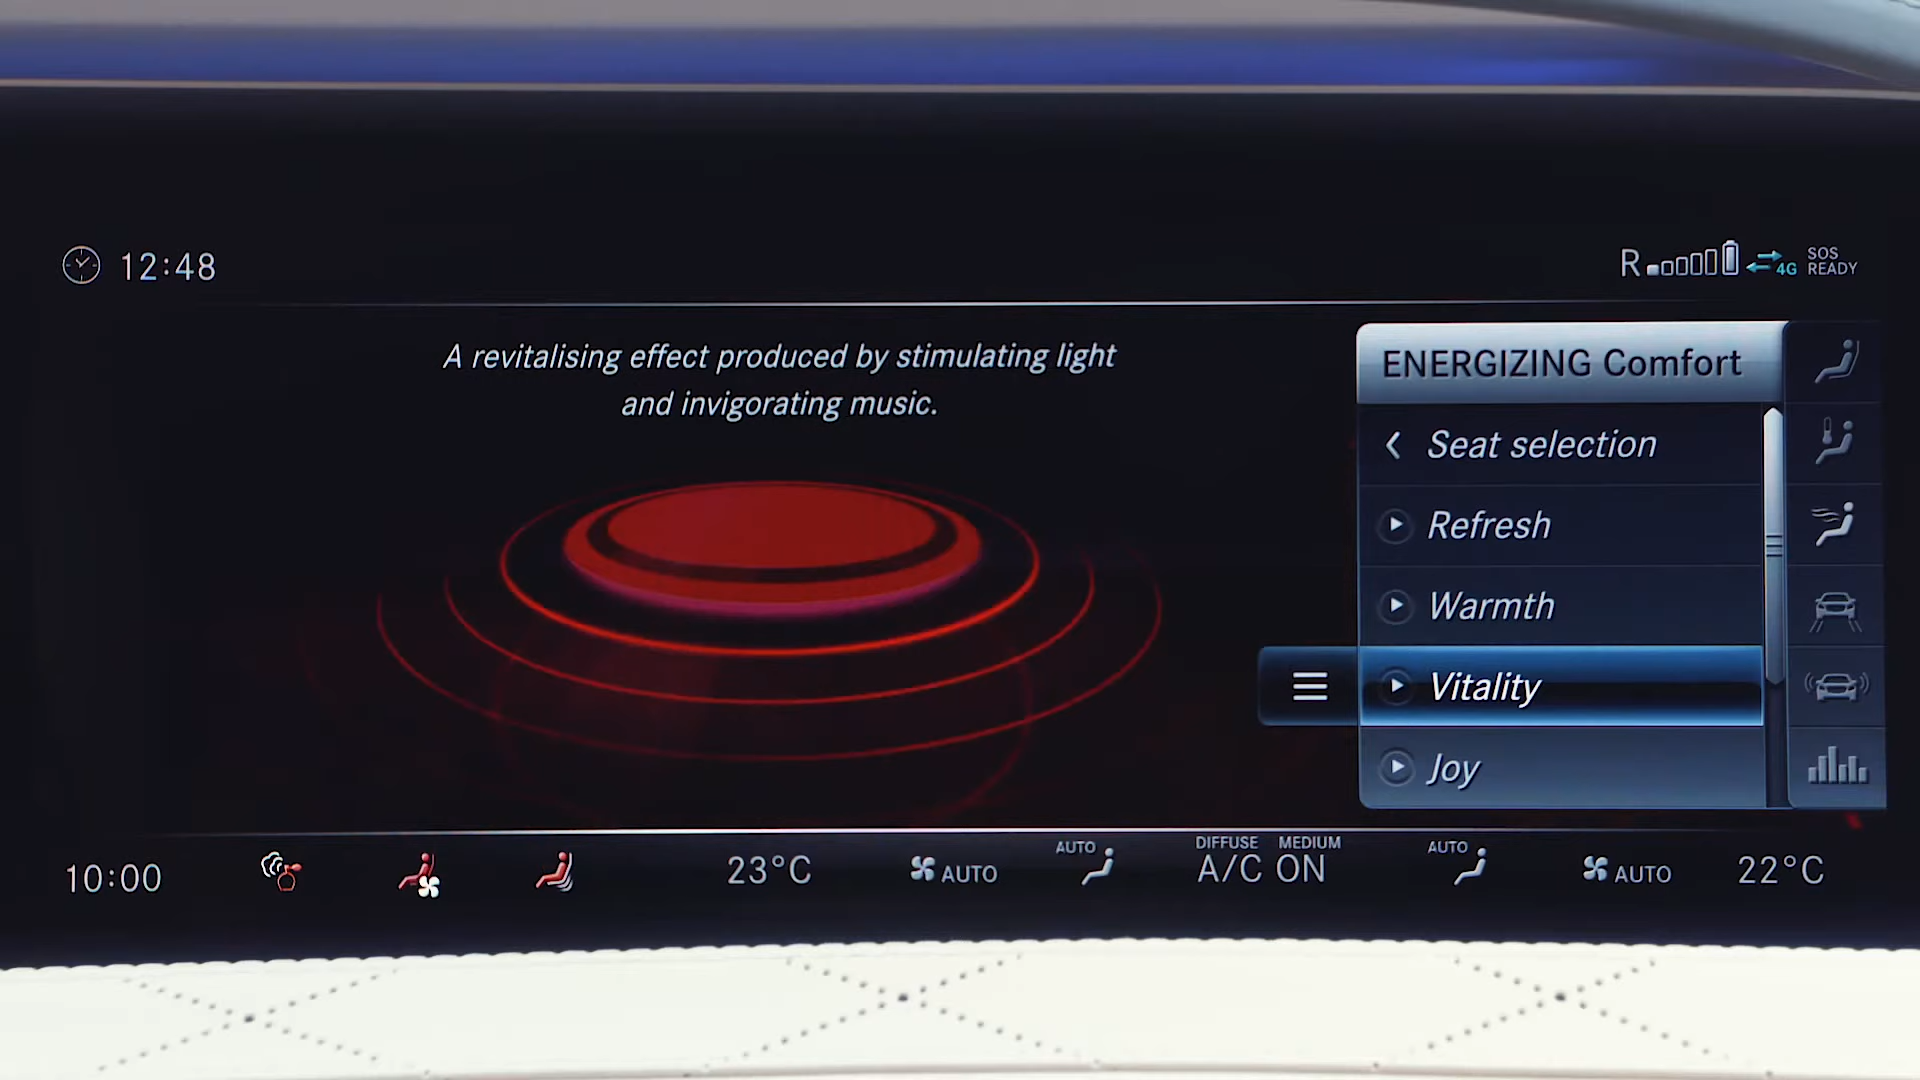 12:48
R 4G SOS READY
A revitalising effect produced by stimulating light
and invigorating music.
ENERGIZING Comfort
Seat selection
Refresh
Warmth
Vitality
Joy
10:00
23°C
AUTO
AUTO
DIFFUSE MEDIUM
A/C ON
AUTO
AUTO
22°C